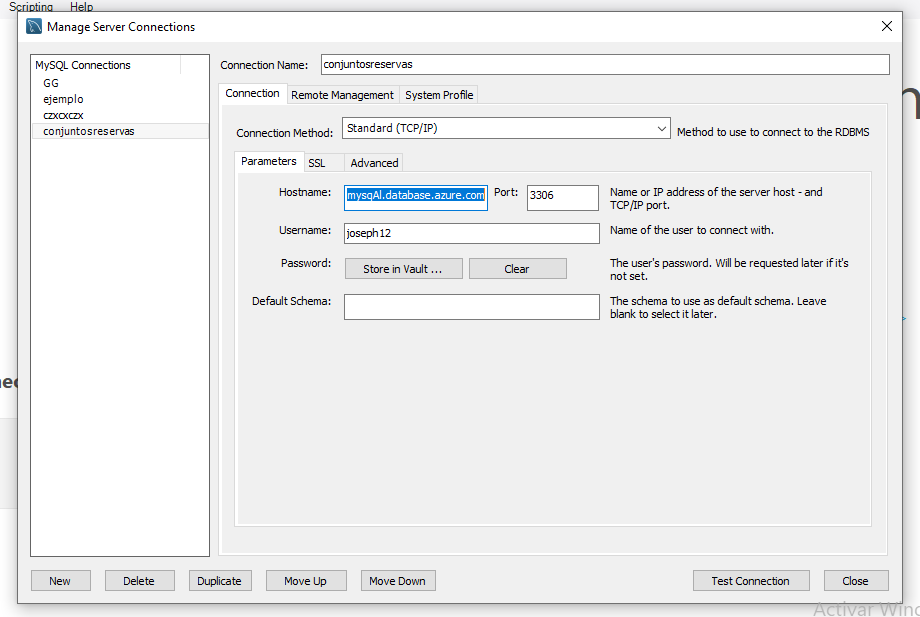 Scripting Help
Manage Server Connections
MySQL Connections
GG
ejemplo
czxcxczx
conjuntosreservas
Connection Name: conjuntosreservas
Connection Remote Management System Profile
Connection Method: Standard (TCP/IP) Method to use to connect to the RDBMS
Parameters SSL Advanced
Hostname: mysqAl.database.azure.com Port: 3306 Name or IP address of the server host - and
TCP/IP port.
Username: joseph12 Name of the user to connect with.
Password: Store in Vault ... Clear The user's password. Will be requested later if it's
not set.
Default Schema: The schema to use as default schema. Leave
blank to select it later.
New Delete Duplicate Move Up Move Down Test Connection Close
Activar